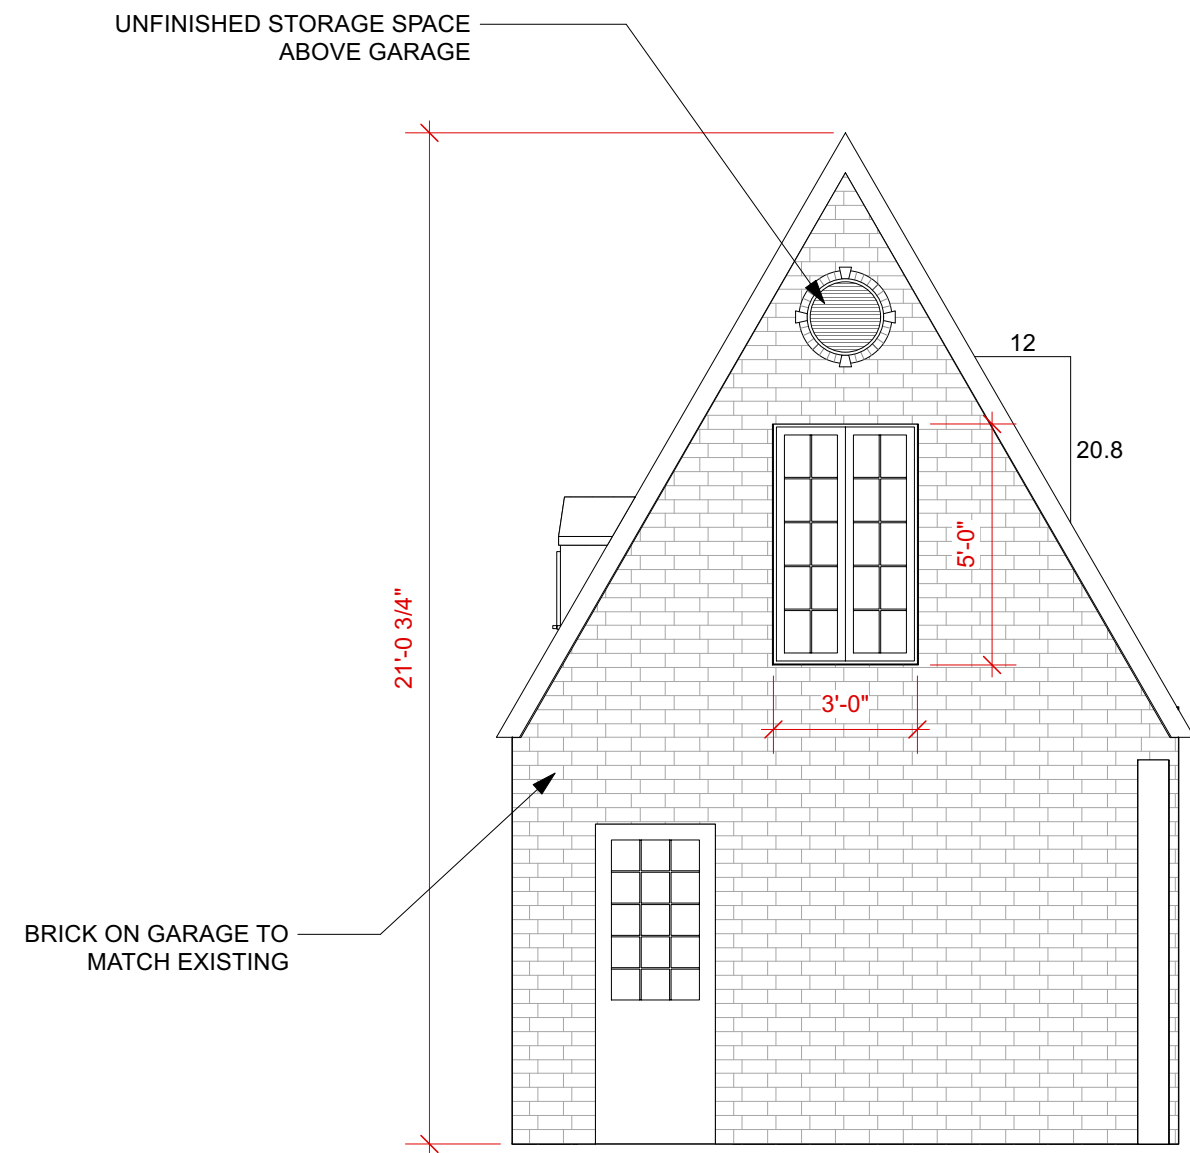 UNFINISHED STORAGE SPACE
ABOVE GARAGE
12
20.8
5'-0"
21'-0 3/4"
3'-0"
BRICK ON GARAGE TO
MATCH EXISTING